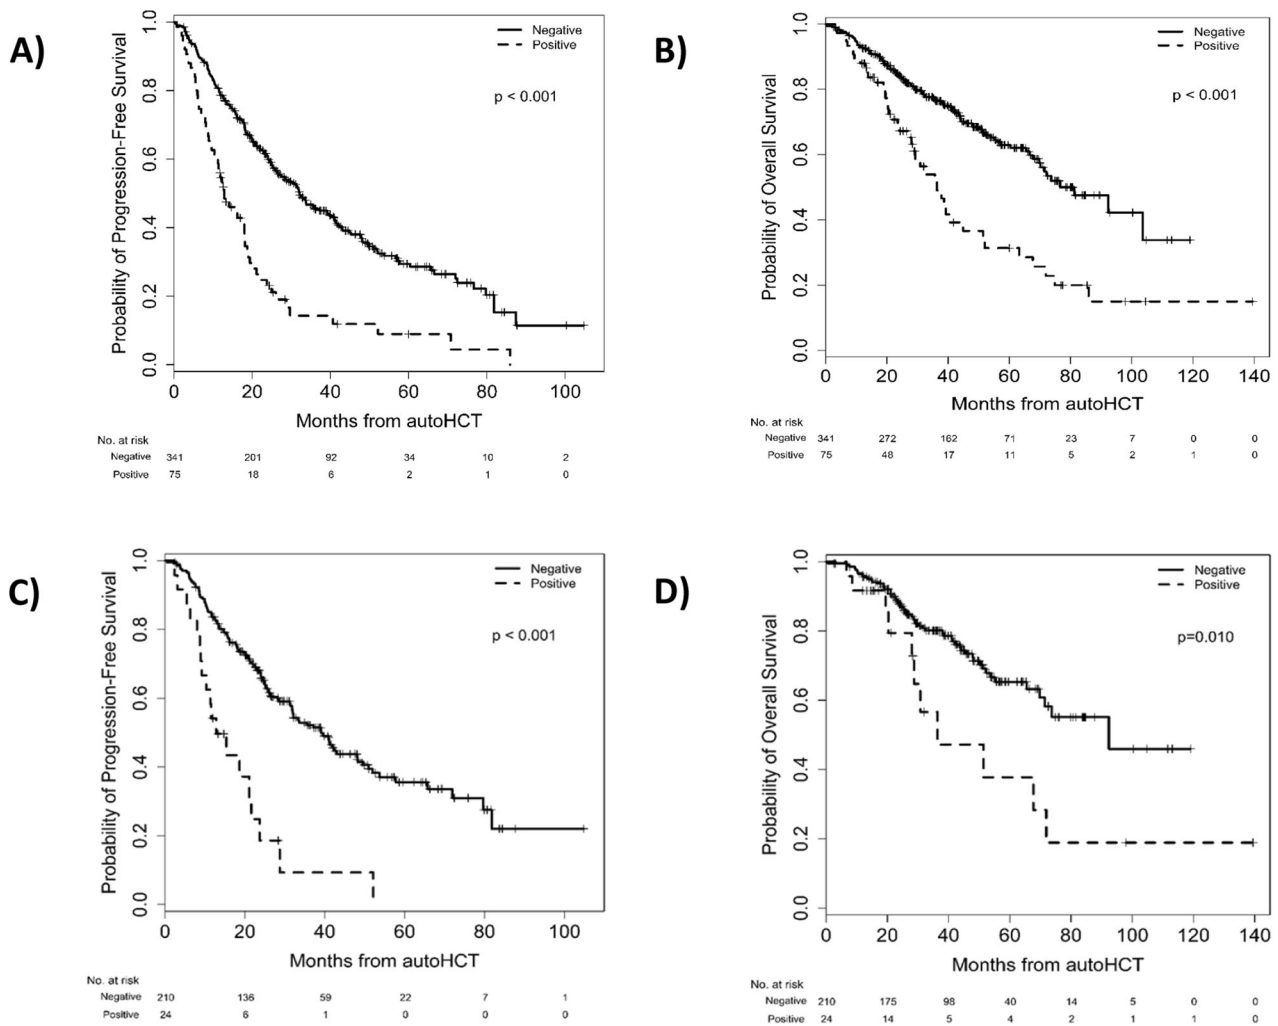 A)
Probability of Progression-Free Survival
1.0
0.8
0.6
0.4
0.2
0.0
Negative
Positive
p < 0.001
0 20 40 60 80 100
Months from autoHCT
No. at risk
Negative 341 201 92 34 10 2
Positive 75 18 6 2 1 0
B)
Probability of Overall Survival
1.0
0.8
0.6
0.4
0.2
0.0
Negative
Positive
p < 0.001
0 20 40 60 80 100 120 140
Months from autoHCT
No. at risk
Negative 341 272 162 71 23 7 0 0
Positive 75 48 17 11 5 2 1 0
C)
Probability of Progression-Free Survival
1.0
0.8
0.6
0.4
0.2
0.0
Negative
Positive
p < 0.001
0 20 40 60 80 100
Months from autoHCT
No. at risk
Negative 210 136 59 22 7 1
Positive 24 6 1 0 0 0
D)
Probability of Overall Survival
1.0
0.8
0.6
0.4
0.2
0.0
Negative
Positive
p=0.010
0 20 40 60 80 100 120 140
Months from autoHCT
No. at risk
Negative 210 175 98 40 14 5 0 0
Positive 24 14 5 4 2 1 1 0